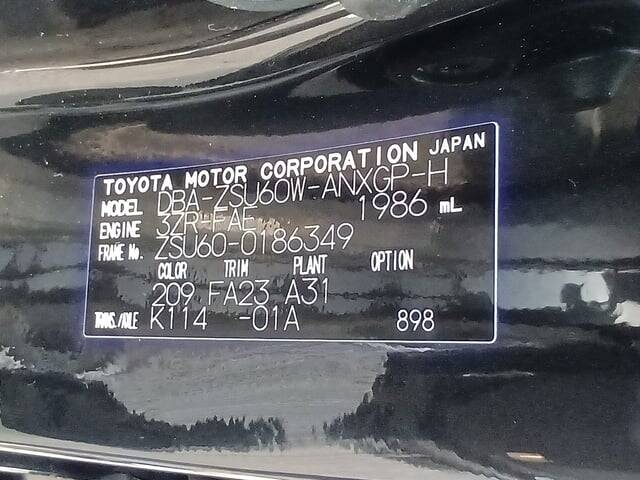 TOYOTA MOTOR CORPORATION JAPAN
MODEL DBA-ZSU60W-ANXGP-H
ENGINE 3ZR-FAE 1986 mL
FRAME No. ZSU60-0186349
COLOR TRIM PLANT OPTION
209 FA23 A31
TRANS./AXLE K114 -01A 898